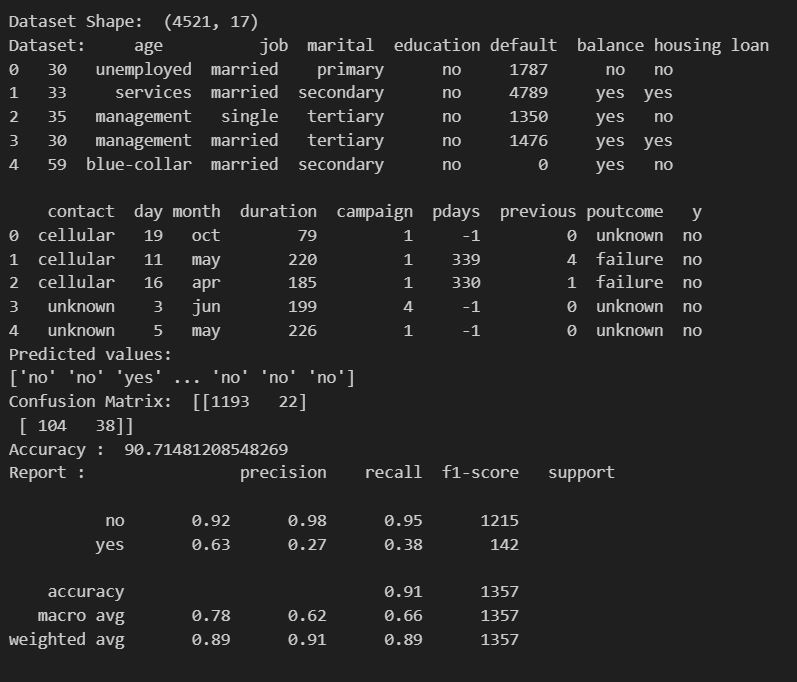 Dataset Shape:  (4521, 17)
Dataset:     age          job  marital  education default  balance housing loan
0   30   unemployed  married    primary      no     1787      no   no
1   33     services  married  secondary      no     4789     yes  yes
2   35   management   single   tertiary      no     1350     yes   no
3   30   management  married   tertiary      no     1476     yes  yes
4   59  blue-collar  married  secondary      no        0     yes   no
    contact  day month  duration  campaign  pdays  previous poutcome   y
0  cellular   19   oct        79         1     -1         0  unknown  no
1  cellular   11   may       220         1    339         4  failure  no
2  cellular   16   apr       185         1    330         1  failure  no
3   unknown    3   jun       199         4     -1         0  unknown  no
4   unknown    5   may       226         1     -1         0  unknown  no
Predicted values:
['no' 'no' 'yes' ... 'no' 'no' 'no']
Confusion Matrix:  [[1193   22]
 [ 104   38]]
Accuracy :  90.71481208548269
Report :                precision    recall  f1-score   support
          no       0.92      0.98      0.95      1215
         yes       0.63      0.27      0.38       142
    accuracy                           0.91      1357
   macro avg       0.78      0.62      0.66      1357
weighted avg       0.89      0.91      0.89      1357